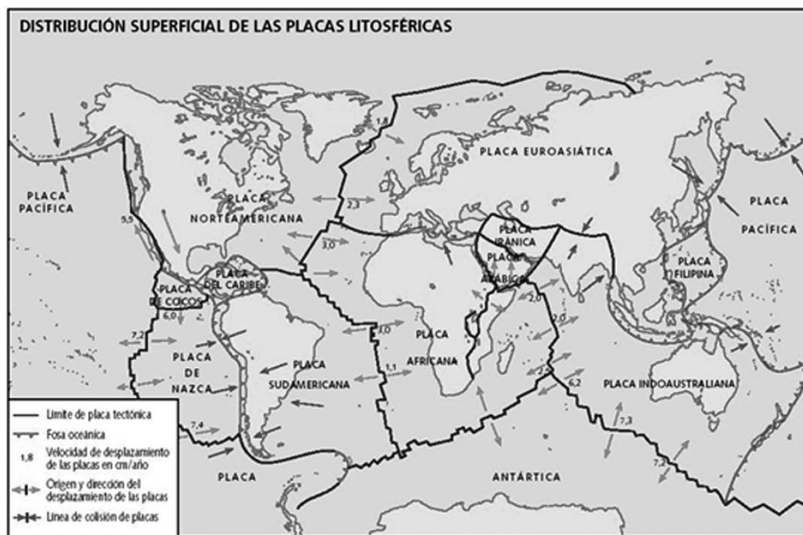 DISTRIBUCIÓN SUPERFICIAL DE LAS PLACAS LITOSFÉRICAS
1,8
PLACA EUROASIÁTICA
PLACA
PACÍFICA
PLACA
NORTEAMERICANA
2,3
PLACA
PACÍFICA
5,5
3,0
PLACA
IRÁNICA
PLACA
ARÁBIGA
PLACA
FILIPINA
PLACA
DEL CARIBE
PLACA
DE COCOS
6,0
2,0
2,0
7,2
3,0
PLACA
DE
NAZCA
PLACA
SUDAMERICANA
1,1
PLACA
AFRICANA
6,2
PLACA INDOAUSTRALIANA
7,4
7,3
7,2
PLACA
ANTÁRTICA
Límite de placa tectónica
Fosa oceánica
1,8 Velocidad de desplazamiento
de las placas en cm/año
Origen y dirección del
desplazamiento de las placas
Línea de colisión de placas